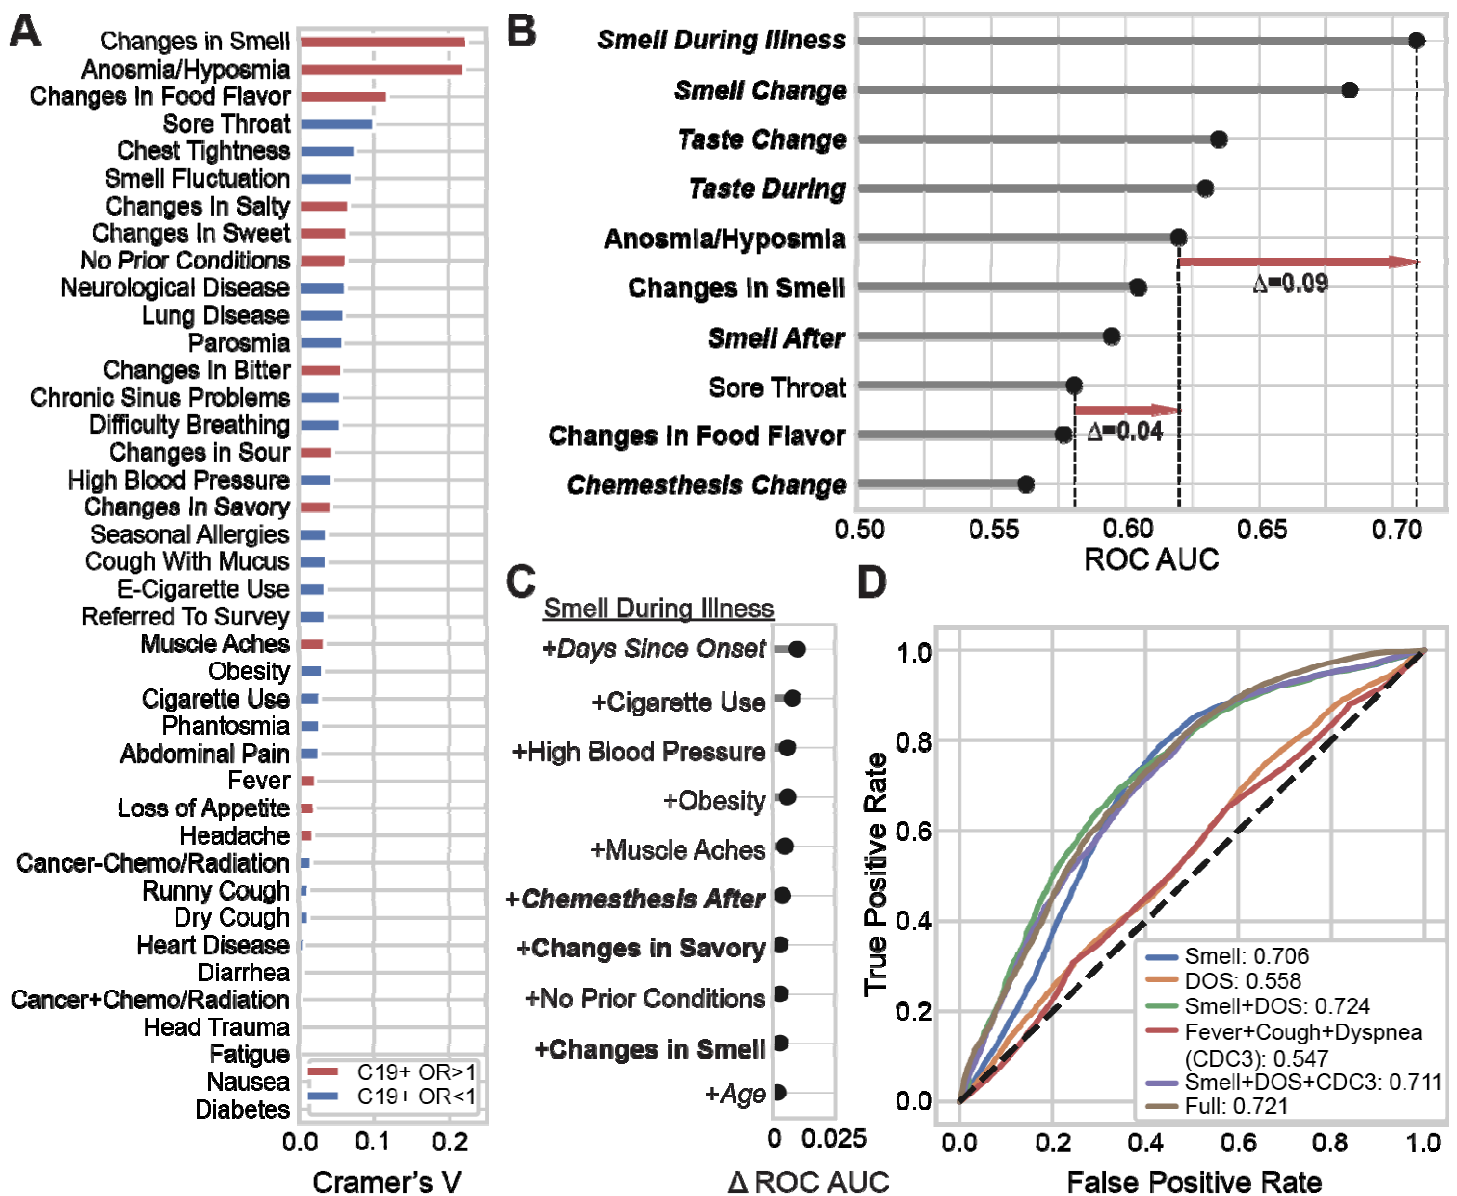 A
Changes in Smell
Anosmia/Hyposmia
Changes In Food Flavor
Sore Throat
Chest Tightness
Smell Fluctuation
Changes In Salty
Changes In Sweet
No Prior Conditions
Neurological Disease
Lung Disease
Parosmia
Changes In Bitter
Chronic Sinus Problems
Difficulty Breathing
Changes in Sour
High Blood Pressure
Changes In Savory
Seasonal Allergies
Cough With Mucus
E-Cigarette Use
Referred To Survey
Muscle Aches
Obesity
Cigarette Use
Phantosmia
Abdominal Pain
Fever
Loss of Appetite
Headache
Cancer-Chemo/Radiation
Runny Cough
Dry Cough
Heart Disease
Diarrhea
Cancer+Chemo/Radiation
Head Trauma
Fatigue
Nausea
Diabetes
C19+ OR>1
C19+ OR<1
0.0 0.1 0.2
Cramer's V
B
Smell During Illness
Smell Change
Taste Change
Taste During
Anosmia/Hyposmia
Changes in Smell
Smell After
Sore Throat
Changes In Food Flavor
Chemesthesis Change
Δ=0.09
Δ=0.04
0.50 0.55 0.60 0.65 0.70
ROC AUC
C
Smell During Illness
+Days Since Onset
+Cigarette Use
+High Blood Pressure
+Obesity
+Muscle Aches
+Chemesthesis After
+Changes in Savory
+No Prior Conditions
+Changes in Smell
+Age
0 0.025
Δ ROC AUC
D
True Positive Rate
1.0
0.8
0.6
0.4
0.2
0.0
Smell: 0.706
DOS: 0.558
Smell+DOS: 0.724
Fever+Cough+Dyspnea
(CDC3): 0.547
Smell+DOS+CDC3: 0.711
Full: 0.721
0.0 0.2 0.4 0.6 0.8 1.0
False Positive Rate